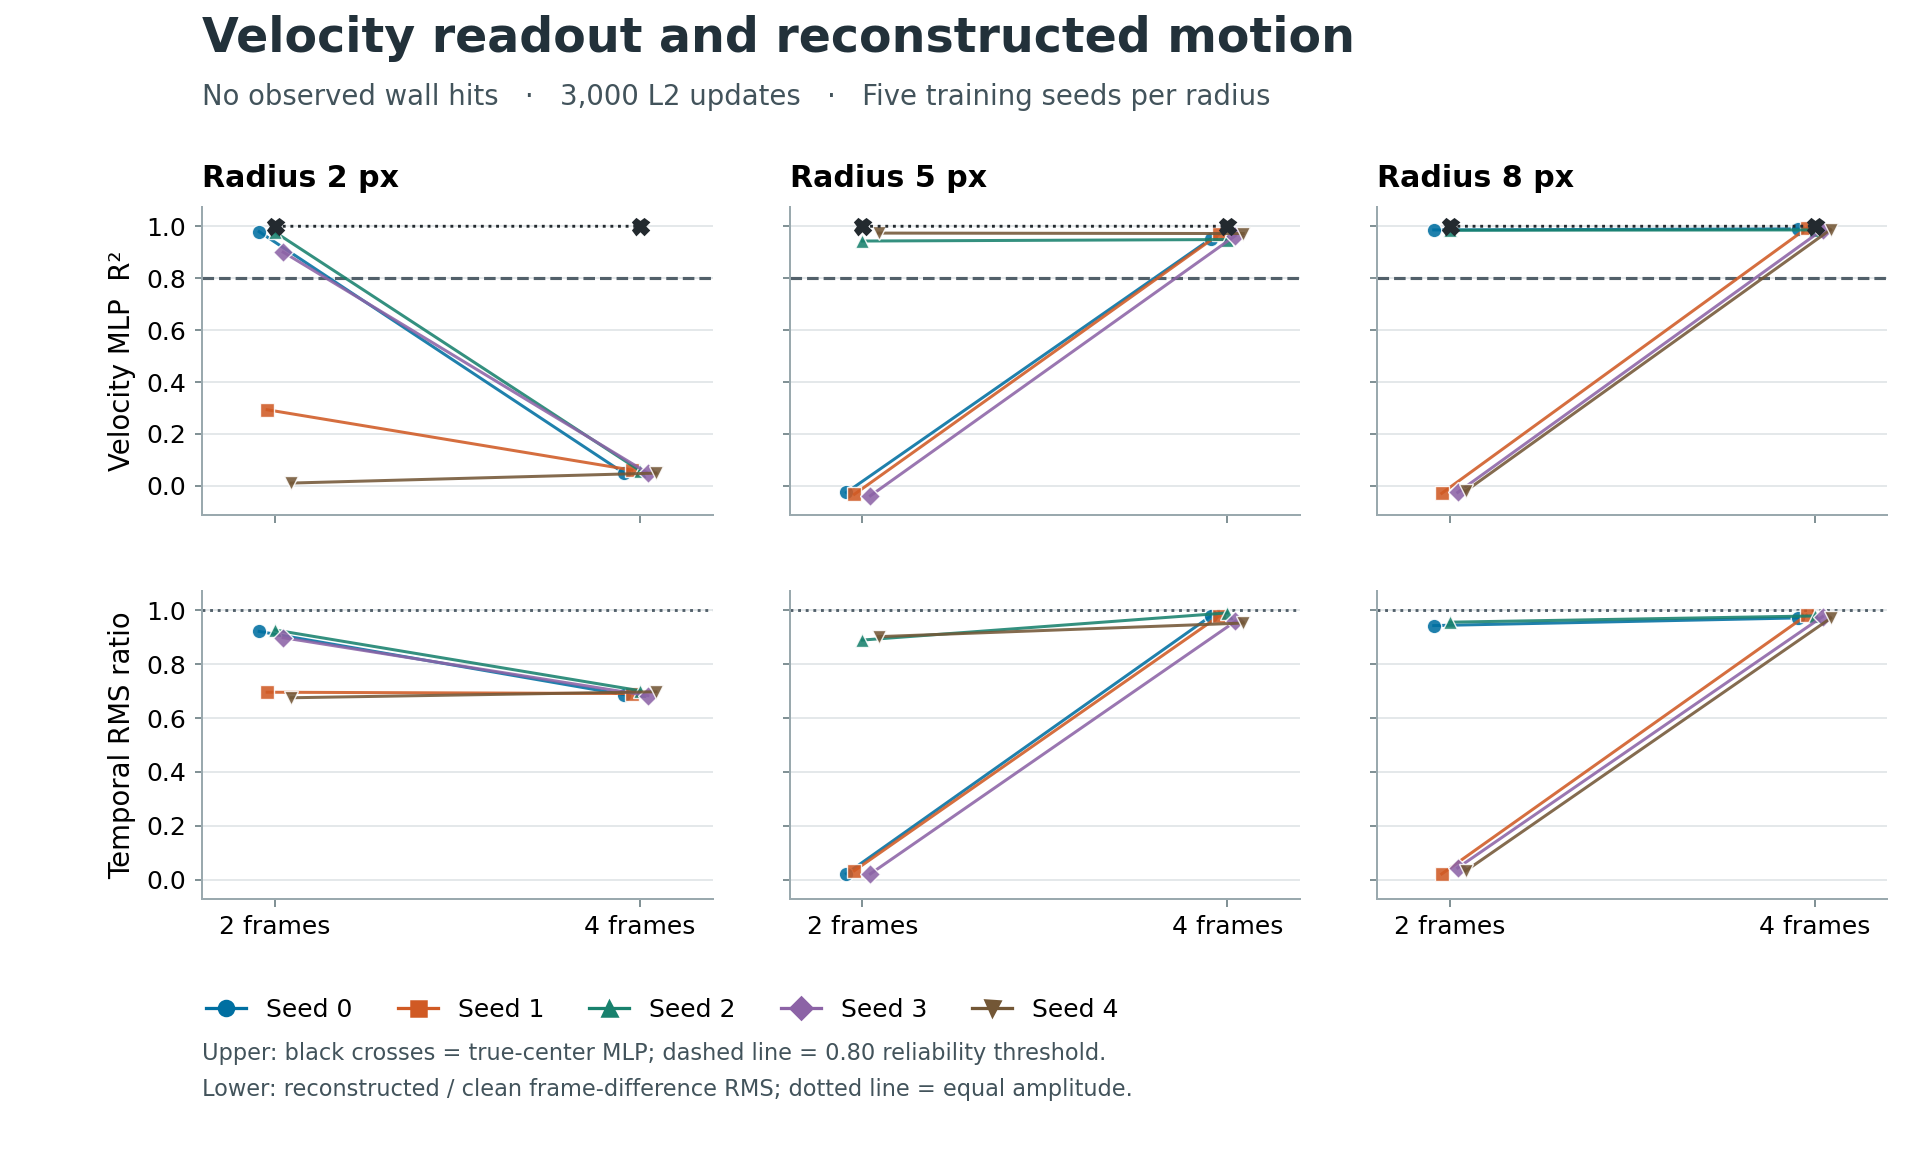 Velocity readout and reconstructed motion
No observed wall hits · 3,000 L2 updates · Five training seeds per radius
Radius 2 px
Radius 5 px
Radius 8 px
Velocity MLP R²
1.0
0.8
0.6
0.4
0.2
0.0
Temporal RMS ratio
1.0
0.8
0.6
0.4
0.2
0.0
2 frames
4 frames
2 frames
4 frames
2 frames
4 frames
Seed 0
Seed 1
Seed 2
Seed 3
Seed 4
Upper: black crosses = true-center MLP; dashed line = 0.80 reliability threshold.
Lower: reconstructed / clean frame-difference RMS; dotted line = equal amplitude.